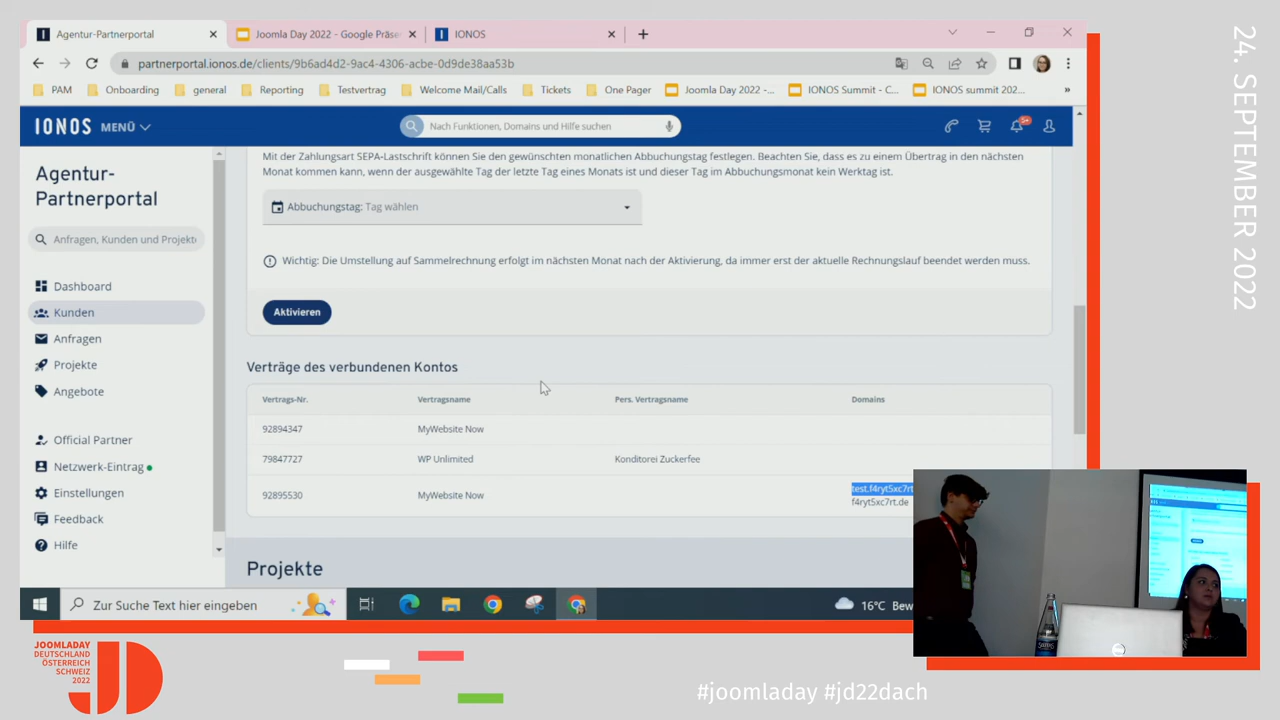 Agentur-Partnerportal
Joomla Day 2022 - Google Präse
IONOS
partnerportal.ionos.de/clients/9b6ad4d2-9ac4-4306-acbe-0d9de38aa53b
PAM
Onboarding
general
Reporting
Testvertrag
Welcome Mail/Calls
Tickets
One Pager
Joomla Day 2022 -...
IONOS Summit - C...
IONOS summit 202...
»
IONOS MENÜ
Nach Funktionen, Domains und Hilfe suchen
5+
Agentur-
Partnerportal
Anfragen, Kunden und Projekte
Dashboard
Kunden
Anfragen
Projekte
Angebote
Official Partner
Netzwerk-Eintrag
Einstellungen
Feedback
Hilfe
Mit der Zahlungsart SEPA-Lastschrift können Sie den gewünschten monatlichen Abbuchungstag festlegen. Beachten Sie, dass es zu einem Übertrag in den nächsten
Monat kommen kann, wenn der ausgewählte Tag der letzte Tag eines Monats ist und dieser Tag im Abbuchungsmonat kein Werktag ist.
Abbuchungstag: Tag wählen
Wichtig: Die Umstellung auf Sammelrechnung erfolgt im nächsten Monat nach der Aktivierung, da immer erst der aktuelle Rechnungslauf beendet werden muss.
Aktivieren
Verträge des verbundenen Kontos
Vertrags-Nr. Vertragsname Pers. Vertragsname Domains
92894347 MyWebsite Now
79847727 WP Unlimited Konditorei Zuckerfee
92895530 MyWebsite Now test.f4ryt5xc7rt
f4ryt5xc7rt.de
Projekte
Zur Suche Text hier eingeben
16°C Bew
24. SEPTEMBER 2022
JOOMLADAY
DEUTSCHLAND
ÖSTERREICH
SCHWEIZ
2022
JD
#joomladay #jd22dach